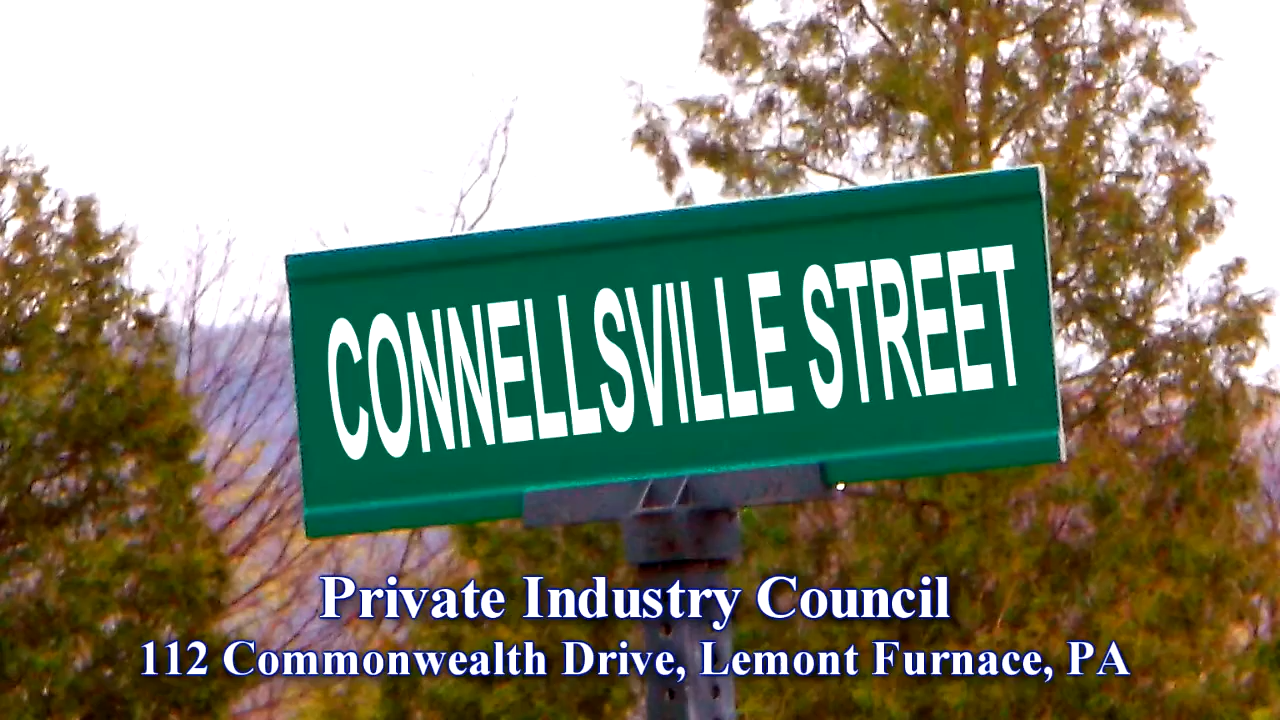 CONNELLSVILLE STREET
Private Industry Council
112 Commonwealth Drive, Lemont Furnace, PA